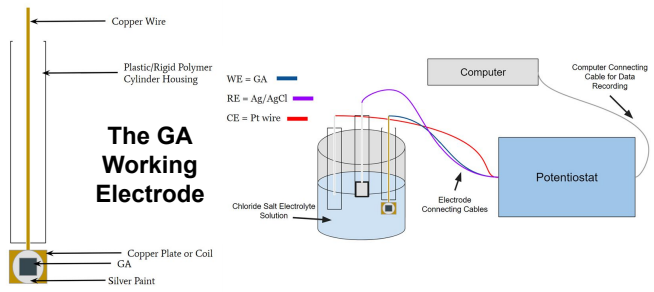 Copper Wire
Plastic/Rigid Polymer
Cylinder Housing
The GA
Working
Electrode
Copper Plate or Coil
GA
Silver Paint
WE = GA
RE = Ag/AgCl
CE = Pt wire
Computer
Computer Connecting
Cable for Data
Recording
Potentiostat
Electrode
Connecting Cables
Chloride Salt Electrolyte
Solution